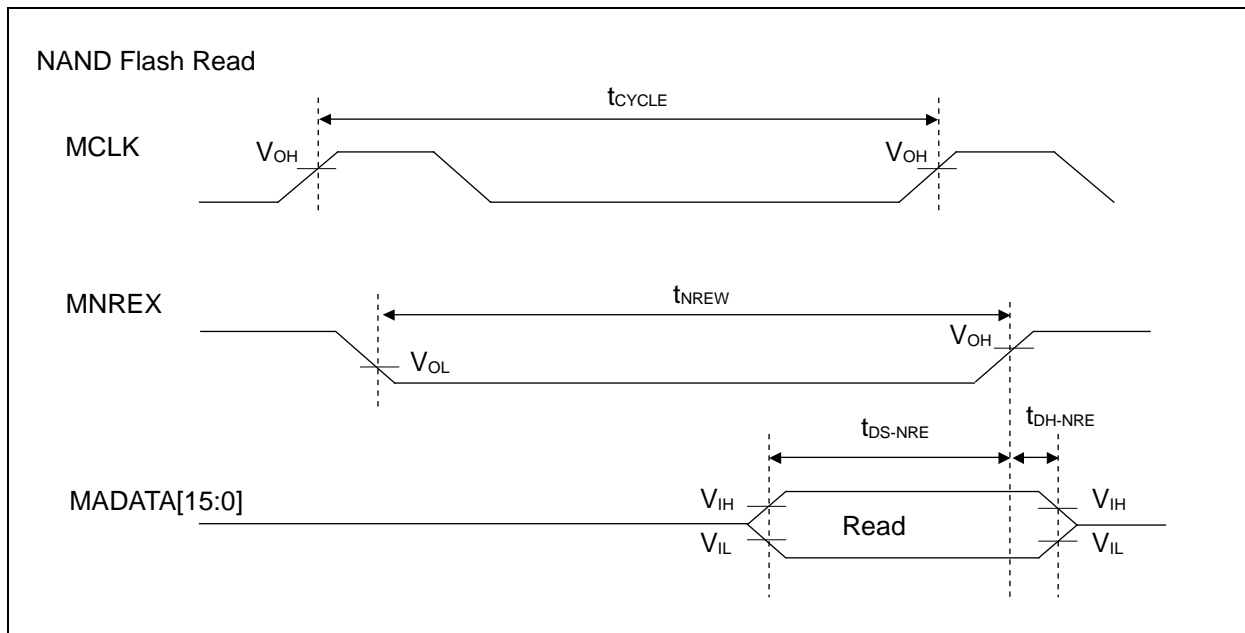 NAND Flash Read
tCYCLE
MCLK
VOH
VOH
tNREW
MNREX
VOH
VOL
tDS-NRE
tDH-NRE
MADATA[15:0]
VIH
VIH
Read
VIL
VIL